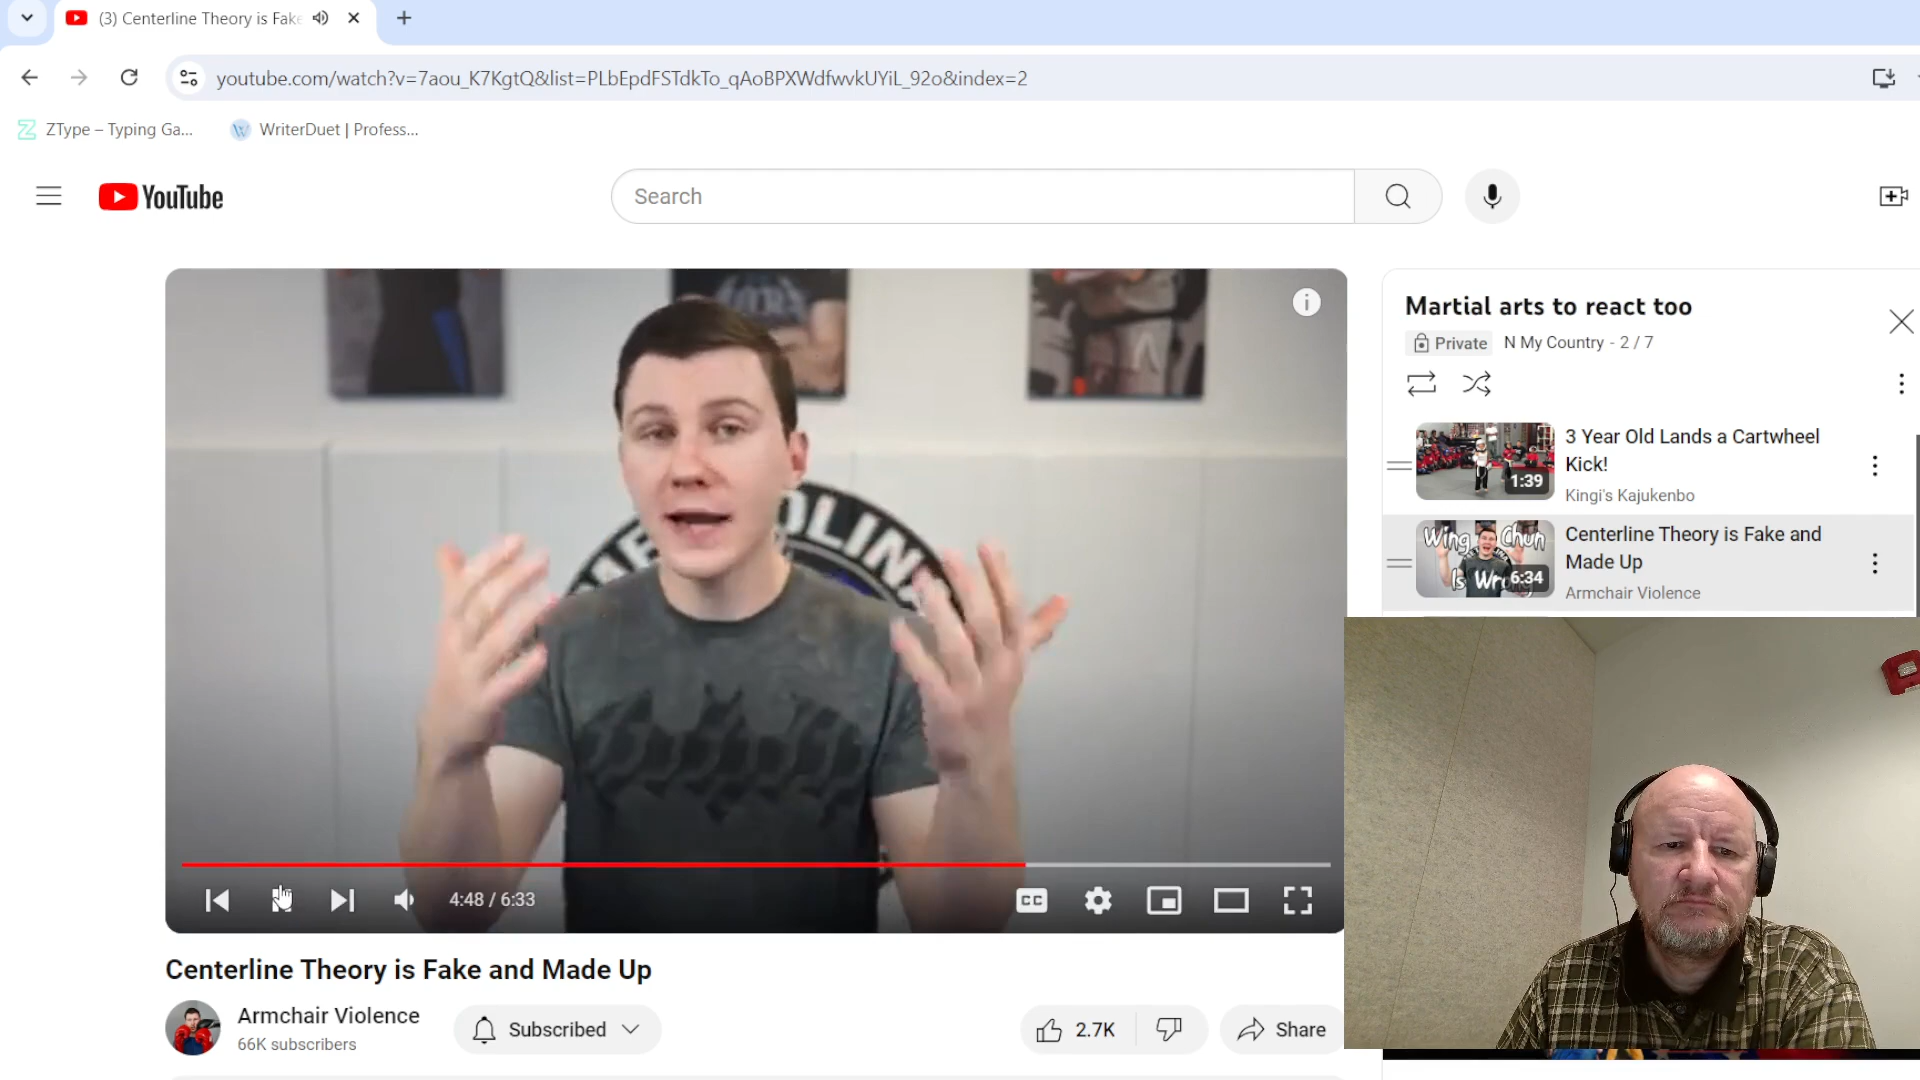 (3) Centerline Theory is Fake
youtube.com/watch?v=7aou_K7KgtQ&list=PLbEpdFSTdkTo_qAoBPXWdfwvkUYiL_92o&index=2
ZType – Typing Ga...
WriterDuet | Profess...
YouTube
Search
Martial arts to react too
Private N My Country - 2 / 7
3 Year Old Lands a Cartwheel
Kick!
1:39
Kingi's Kajukenbo
Wing Chun
Centerline Theory is Fake and
Made Up
6:34
Armchair Violence
4:48 / 6:33
CC
Centerline Theory is Fake and Made Up
Armchair Violence
66K subscribers
Subscribed
2.7K
Share